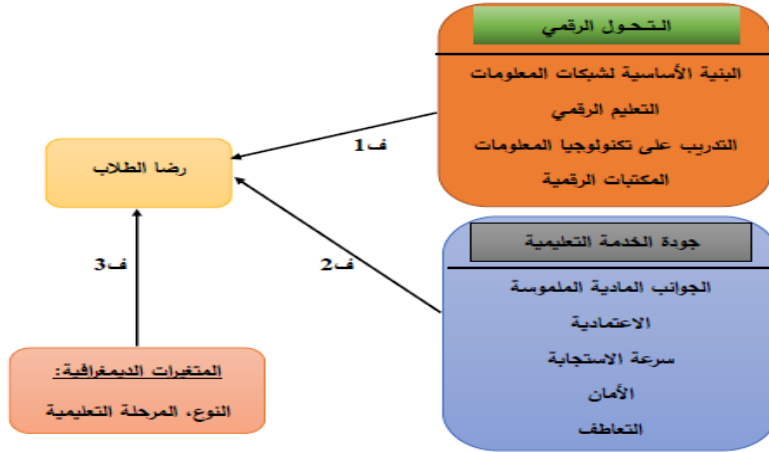 الـتـحـول الرقمي
البنية الأساسية لشبكات المعلومات
التعليم الرقمي
التدريب على تكنولوجيا المعلومات
المكتبات الرقمية
ف1
رضا الطلاب
جودة الخدمة التعليمية
ف2
ف3
الجوانب المادية الملموسة
الاعتمادية
سرعة الاستجابة
الأمان
التعاطف
المتغيرات الديمغرافية:
النوع، المرحلة التعليمية